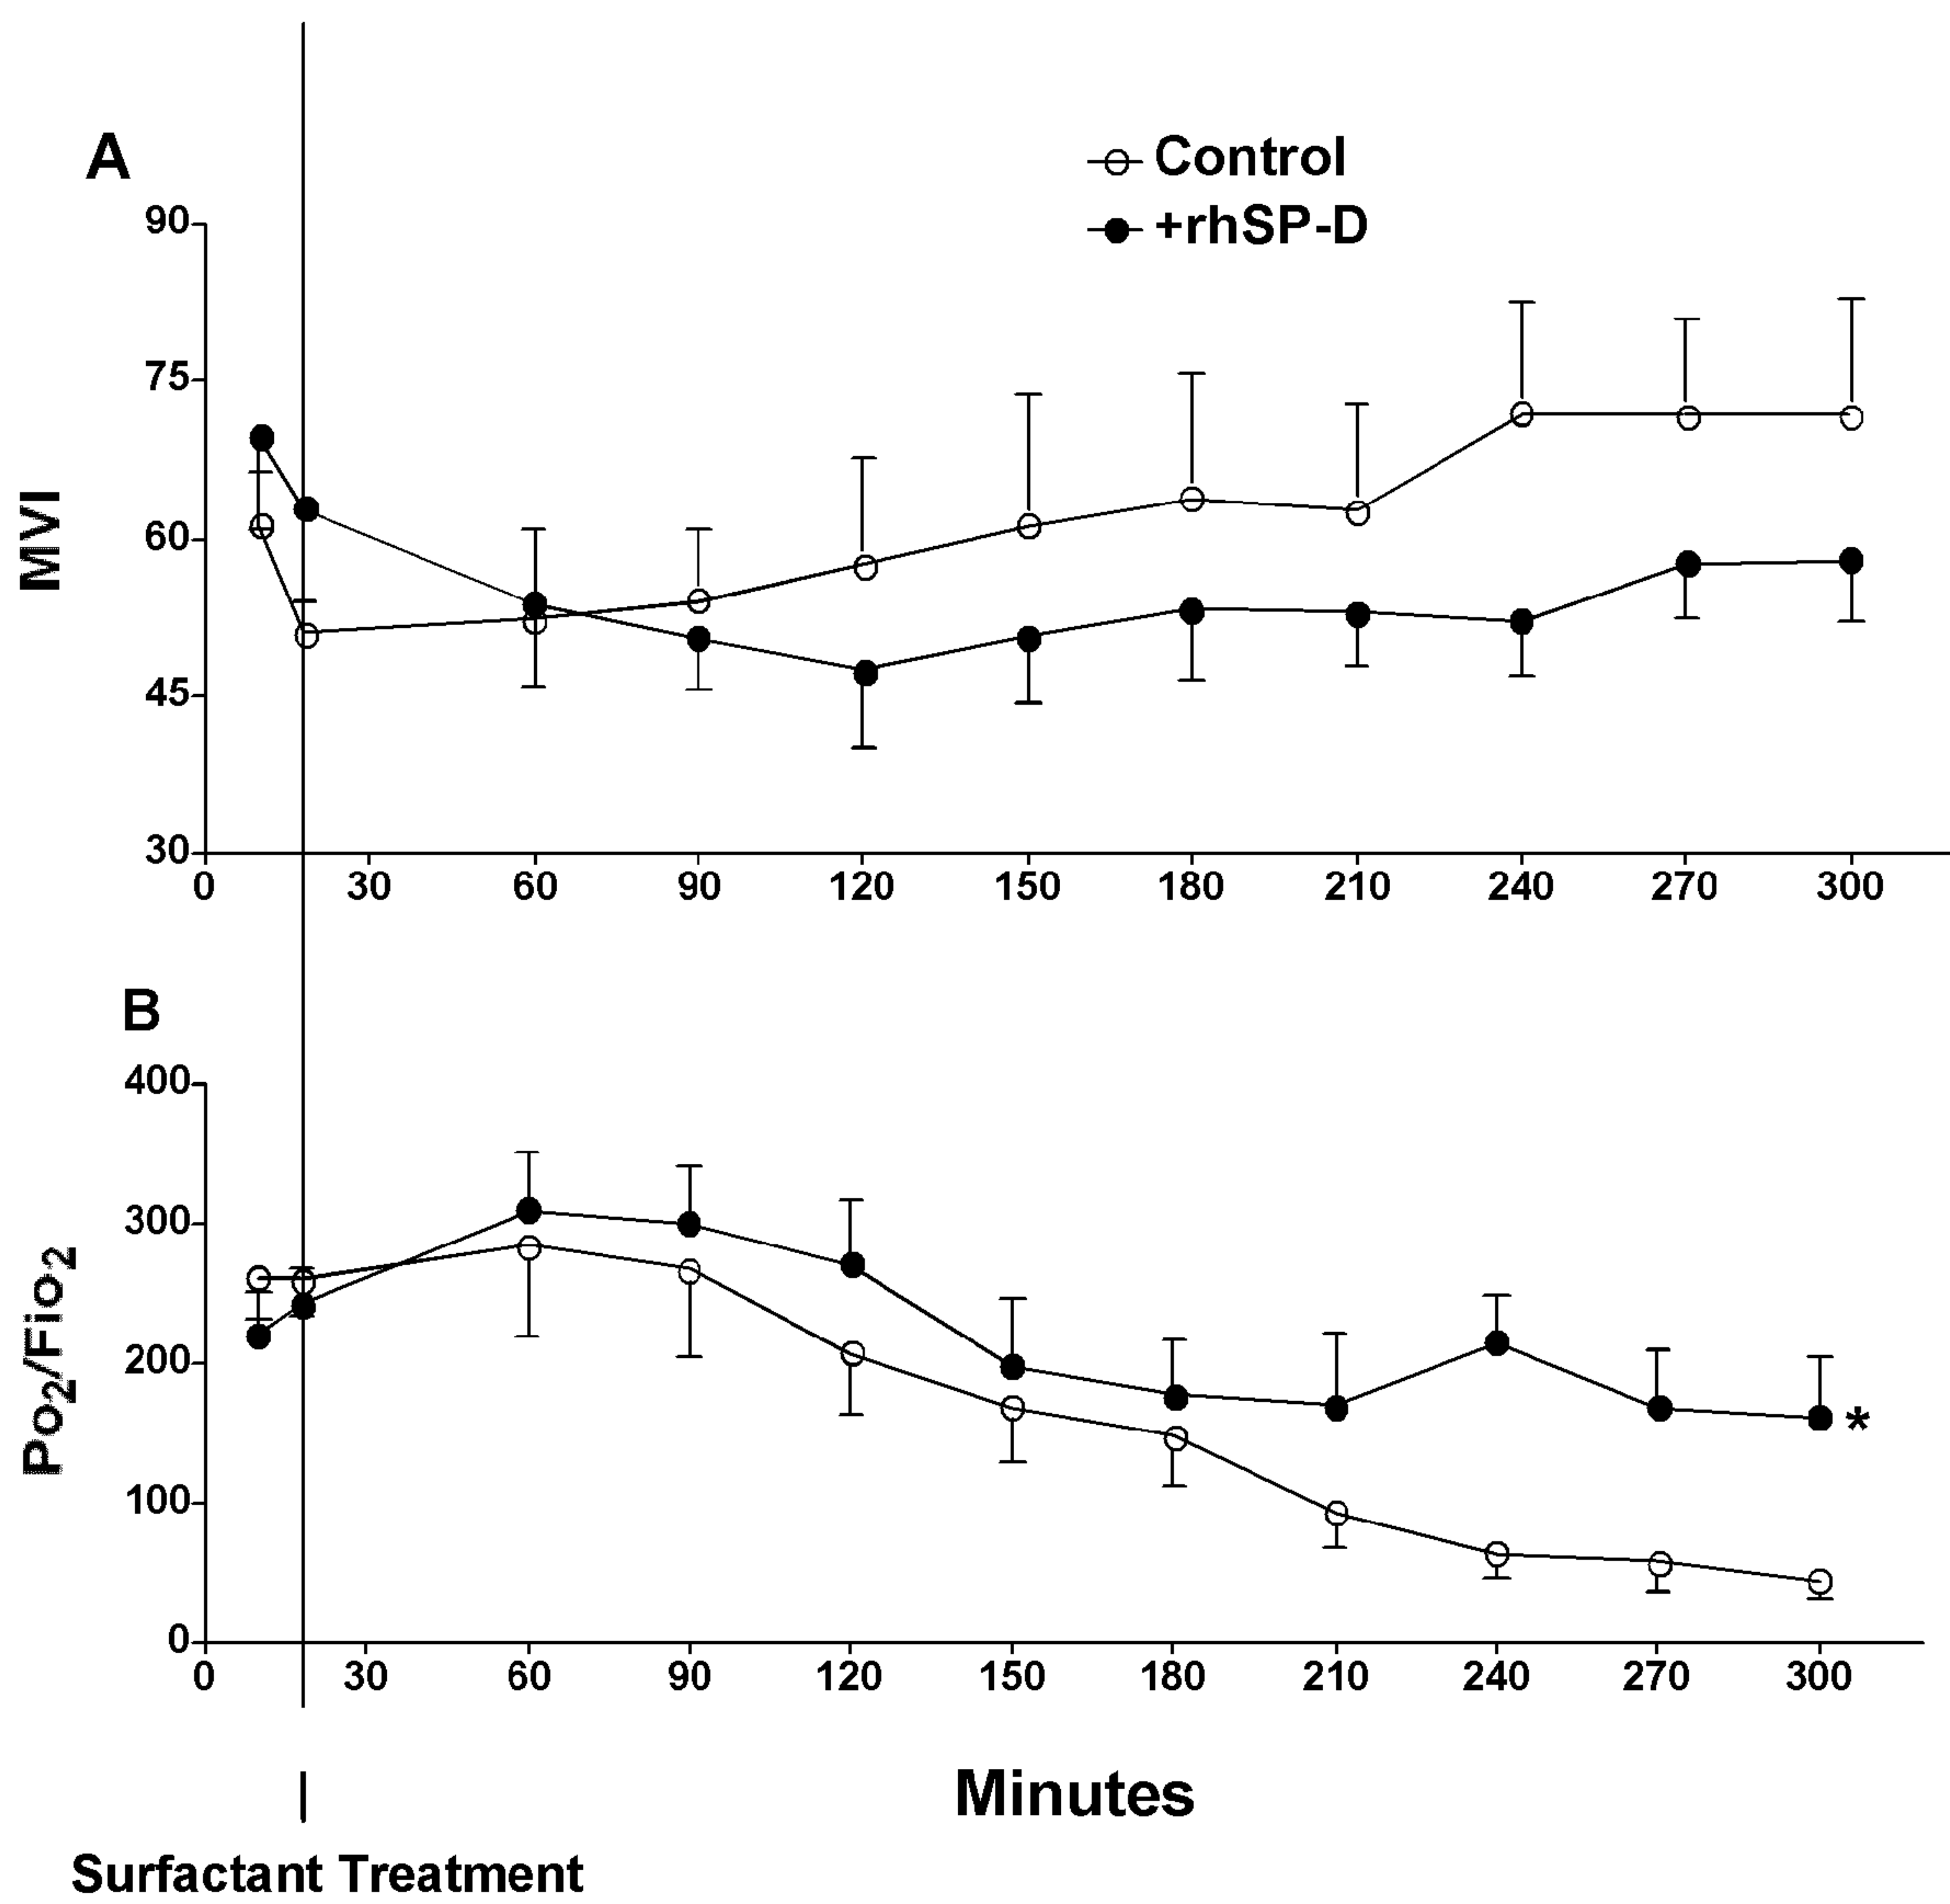 A
Control
+rhSP-D
MVI
90
75
60
45
30
0 30 60 90 120 150 180 210 240 270 300
B
Po2/Fio2
400
300
200
100
0
0 30 60 90 120 150 180 210 240 270 300
*
Minutes
Surfactant Treatment